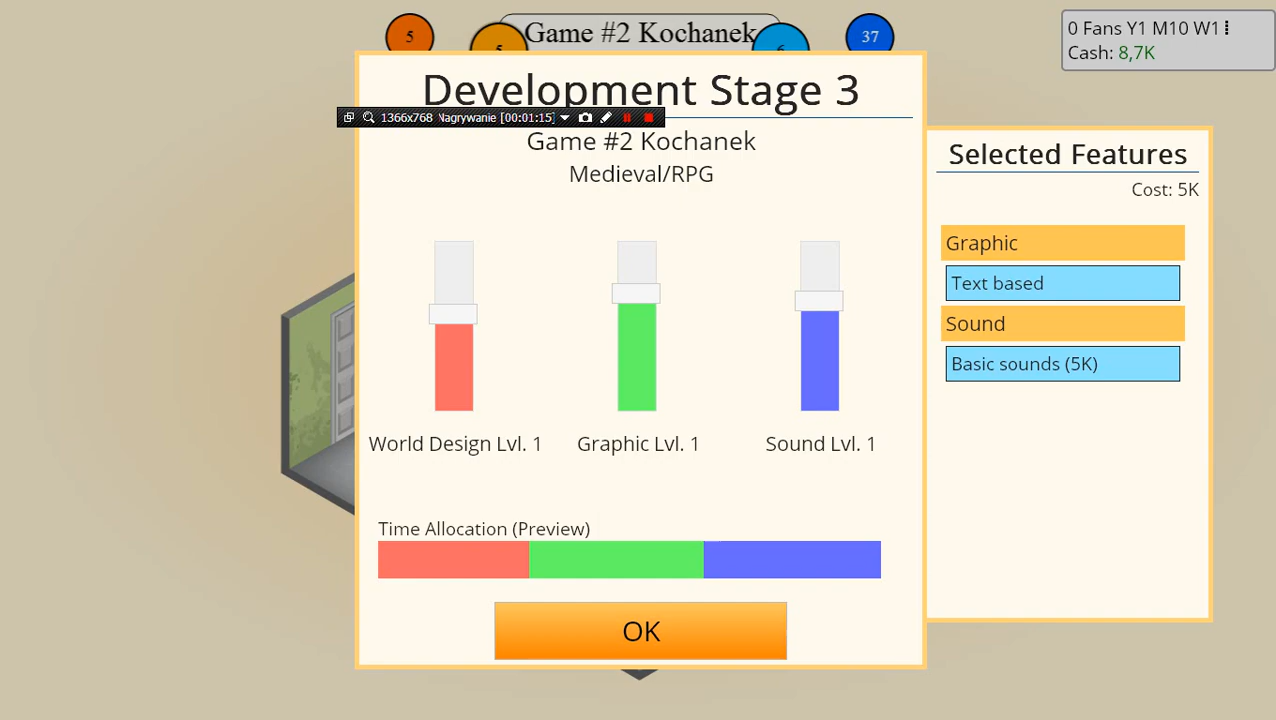 5
5
Game #2 Kochanek
6
37
0 Fans Y1 M10 W1
Cash: 8,7K
Development Stage 3
1366x768 Nagrywanie [00:01:15]
Game #2 Kochanek
Medieval/RPG
World Design Lvl. 1
Graphic Lvl. 1
Sound Lvl. 1
Time Allocation (Preview)
OK
Selected Features
Cost: 5K
Graphic
Text based
Sound
Basic sounds (5K)